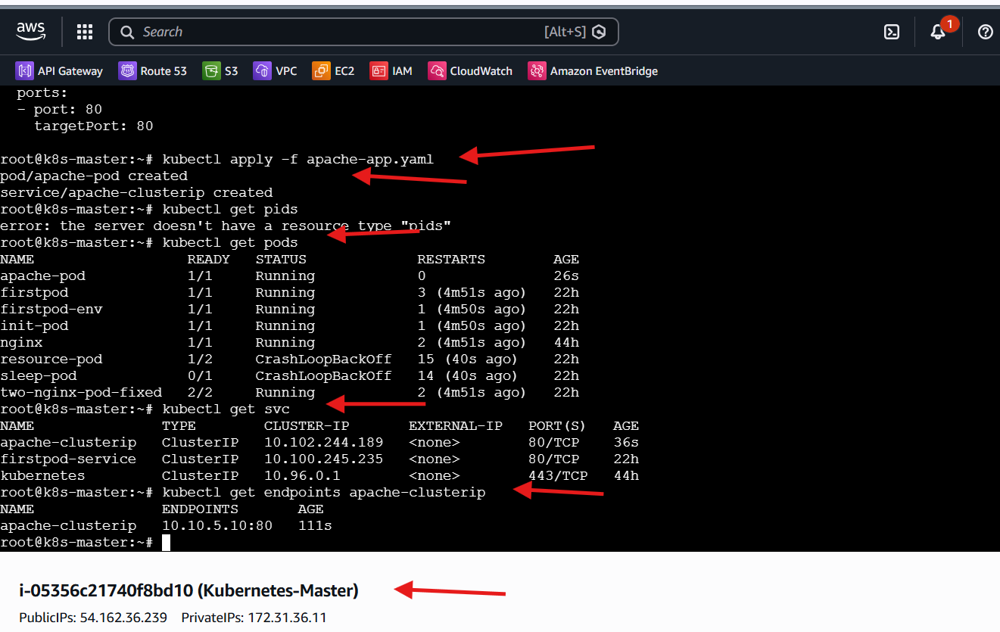 aws Search [Alt+S] 1
API Gateway Route 53 S3 VPC EC2 IAM CloudWatch Amazon EventBridge
ports:
- port: 80
targetPort: 80
root@k8s-master:~# kubectl apply -f apache-app.yaml
pod/apache-pod created
service/apache-clusterip created
root@k8s-master:~# kubectl get pids
error: the server doesn't have a resource type "pids"
root@k8s-master:~# kubectl get pods
NAME READY STATUS RESTARTS AGE
apache-pod 1/1 Running 0 26s
firstpod 1/1 Running 3 (4m51s ago) 22h
firstpod-env 1/1 Running 1 (4m50s ago) 22h
init-pod 1/1 Running 1 (4m50s ago) 22h
nginx 1/1 Running 2 (4m51s ago) 44h
resource-pod 1/2 CrashLoopBackOff 15 (40s ago) 22h
sleep-pod 0/1 CrashLoopBackOff 14 (40s ago) 22h
two-nginx-pod-fixed 2/2 Running 2 (4m51s ago) 22h
root@k8s-master:~# kubectl get svc
NAME TYPE CLUSTER-IP EXTERNAL-IP PORT(S) AGE
apache-clusterip ClusterIP 10.102.244.189 <none> 80/TCP 36s
firstpod-service ClusterIP 10.100.245.235 <none> 80/TCP 22h
kubernetes ClusterIP 10.96.0.1 <none> 443/TCP 44h
root@k8s-master:~# kubectl get endpoints apache-clusterip
NAME ENDPOINTS AGE
apache-clusterip 10.10.5.10:80 111s
root@k8s-master:~#
i-05356c21740f8bd10 (Kubernetes-Master)
PublicIPs: 54.162.36.239 PrivateIPs: 172.31.36.11